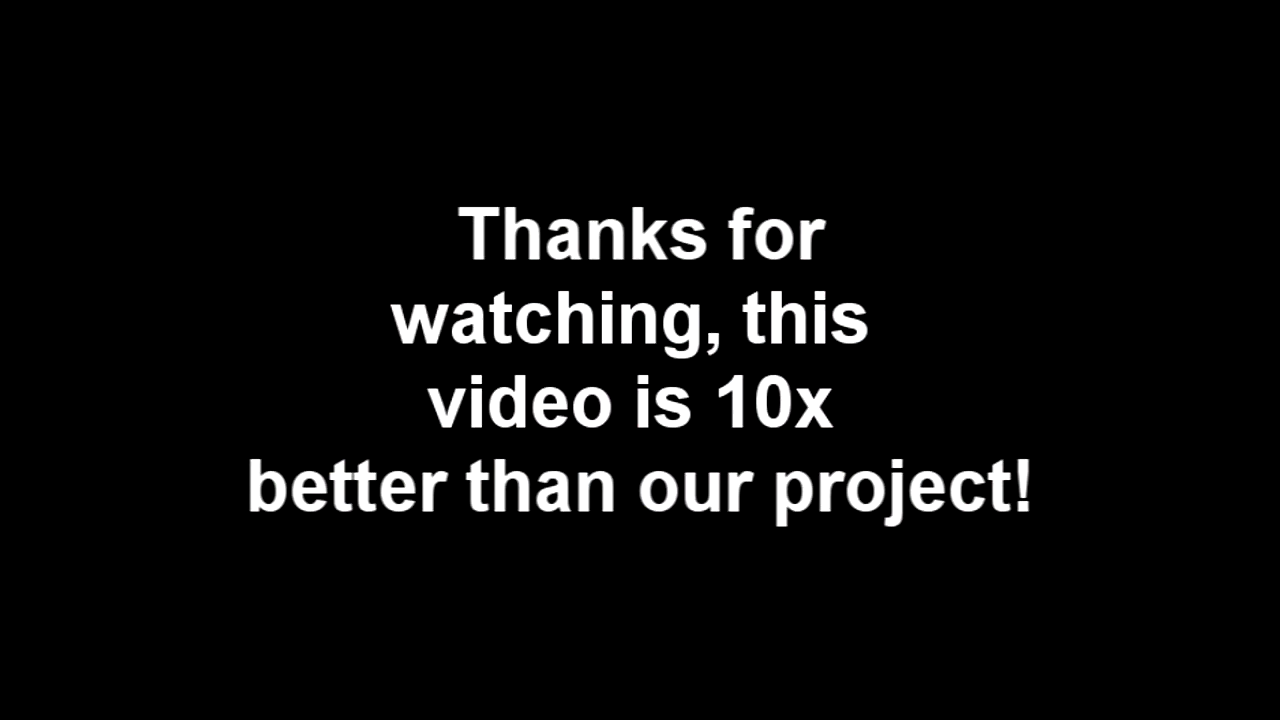 Thanks for
watching, this
video is 10x
better than our project!